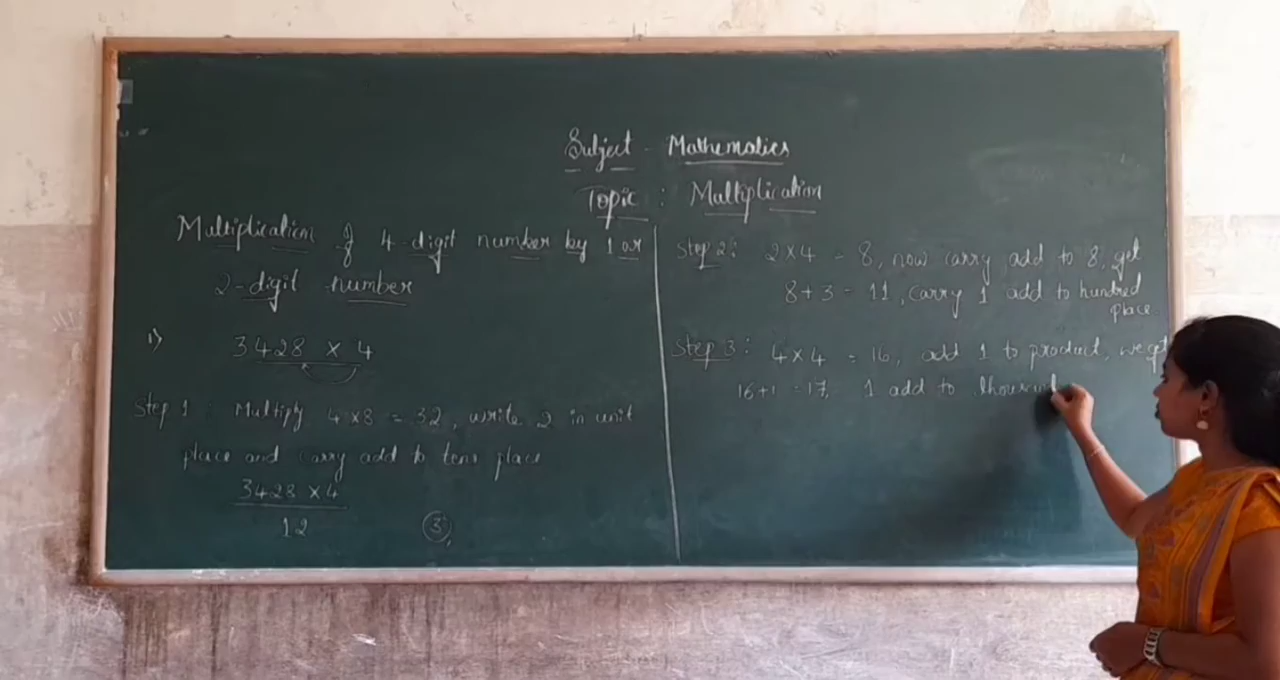 Subject - Mathematics
Topic : Multiplication
Multiplication of 4-digit number by 1 or
2-digit number
1)
3428 × 4
Step 1 : Multiply 4×8 = 32, write 2 in unit
place and carry add to tens place
3428 × 4
12
3
Step 2: 2×4 = 8, now carry add to 8, get
8+3 = 11, carry 1 add to hundred
place.
Step 3: 4×4 = 16, add 1 to product, we get
16+1 = 17, 1 add to thousand